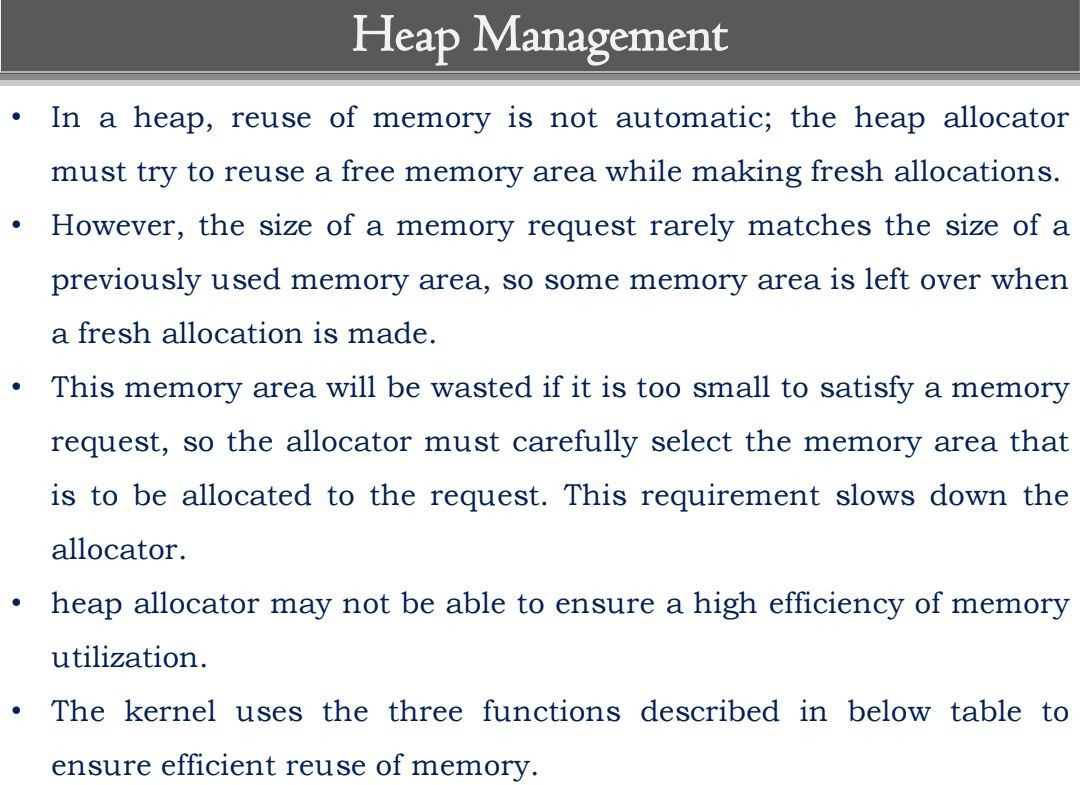 Heap Management
• In a heap, reuse of memory is not automatic; the heap allocator
must try to reuse a free memory area while making fresh allocations.
• However, the size of a memory request rarely matches the size of a
previously used memory area, so some memory area is left over when
a fresh allocation is made.
• This memory area will be wasted if it is too small to satisfy a memory
request, so the allocator must carefully select the memory area that
is to be allocated to the request. This requirement slows down the
allocator.
• heap allocator may not be able to ensure a high efficiency of memory
utilization.
• The kernel uses the three functions described in below table to
ensure efficient reuse of memory.